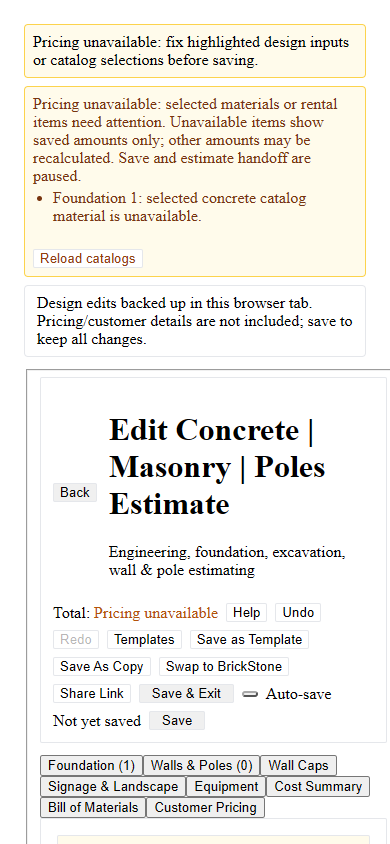 Pricing unavailable: fix highlighted design inputs
or catalog selections before saving.
Pricing unavailable: selected materials or rental
items need attention. Unavailable items show
saved amounts only; other amounts may be
recalculated. Save and estimate handoff are
paused.
• Foundation 1: selected concrete catalog
material is unavailable.
Reload catalogs
Design edits backed up in this browser tab.
Pricing/customer details are not included; save to
keep all changes.
Back
Edit Concrete |
Masonry | Poles
Estimate
Engineering, foundation, excavation,
wall & pole estimating
Total: Pricing unavailable Help Undo
Redo Templates Save as Template
Save As Copy Swap to BrickStone
Share Link Save & Exit Auto-save
Not yet saved Save
Foundation (1) Walls & Poles (0) Wall Caps
Signage & Landscape Equipment Cost Summary
Bill of Materials Customer Pricing